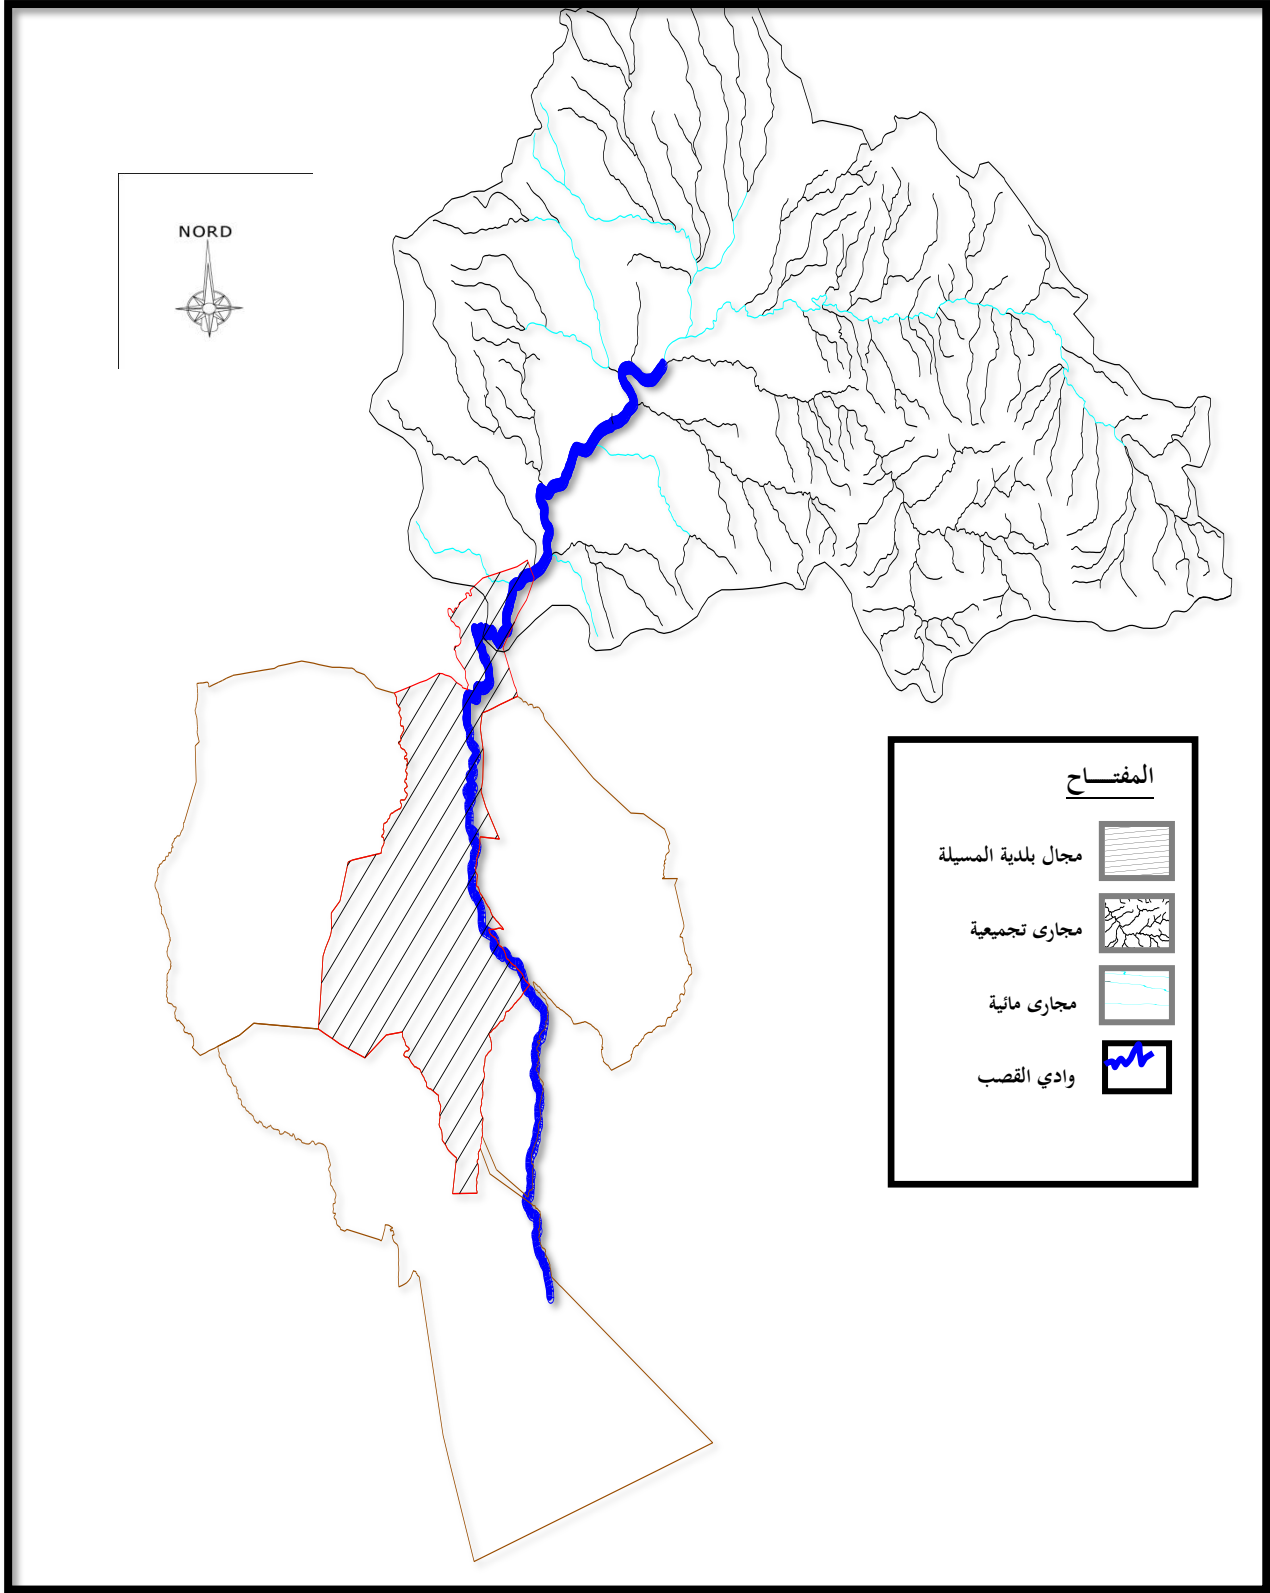 NORD
المفتـــاح
مجال بلدية المسيلة
مجارى تجميعية
مجارى مائية
وادي القصب